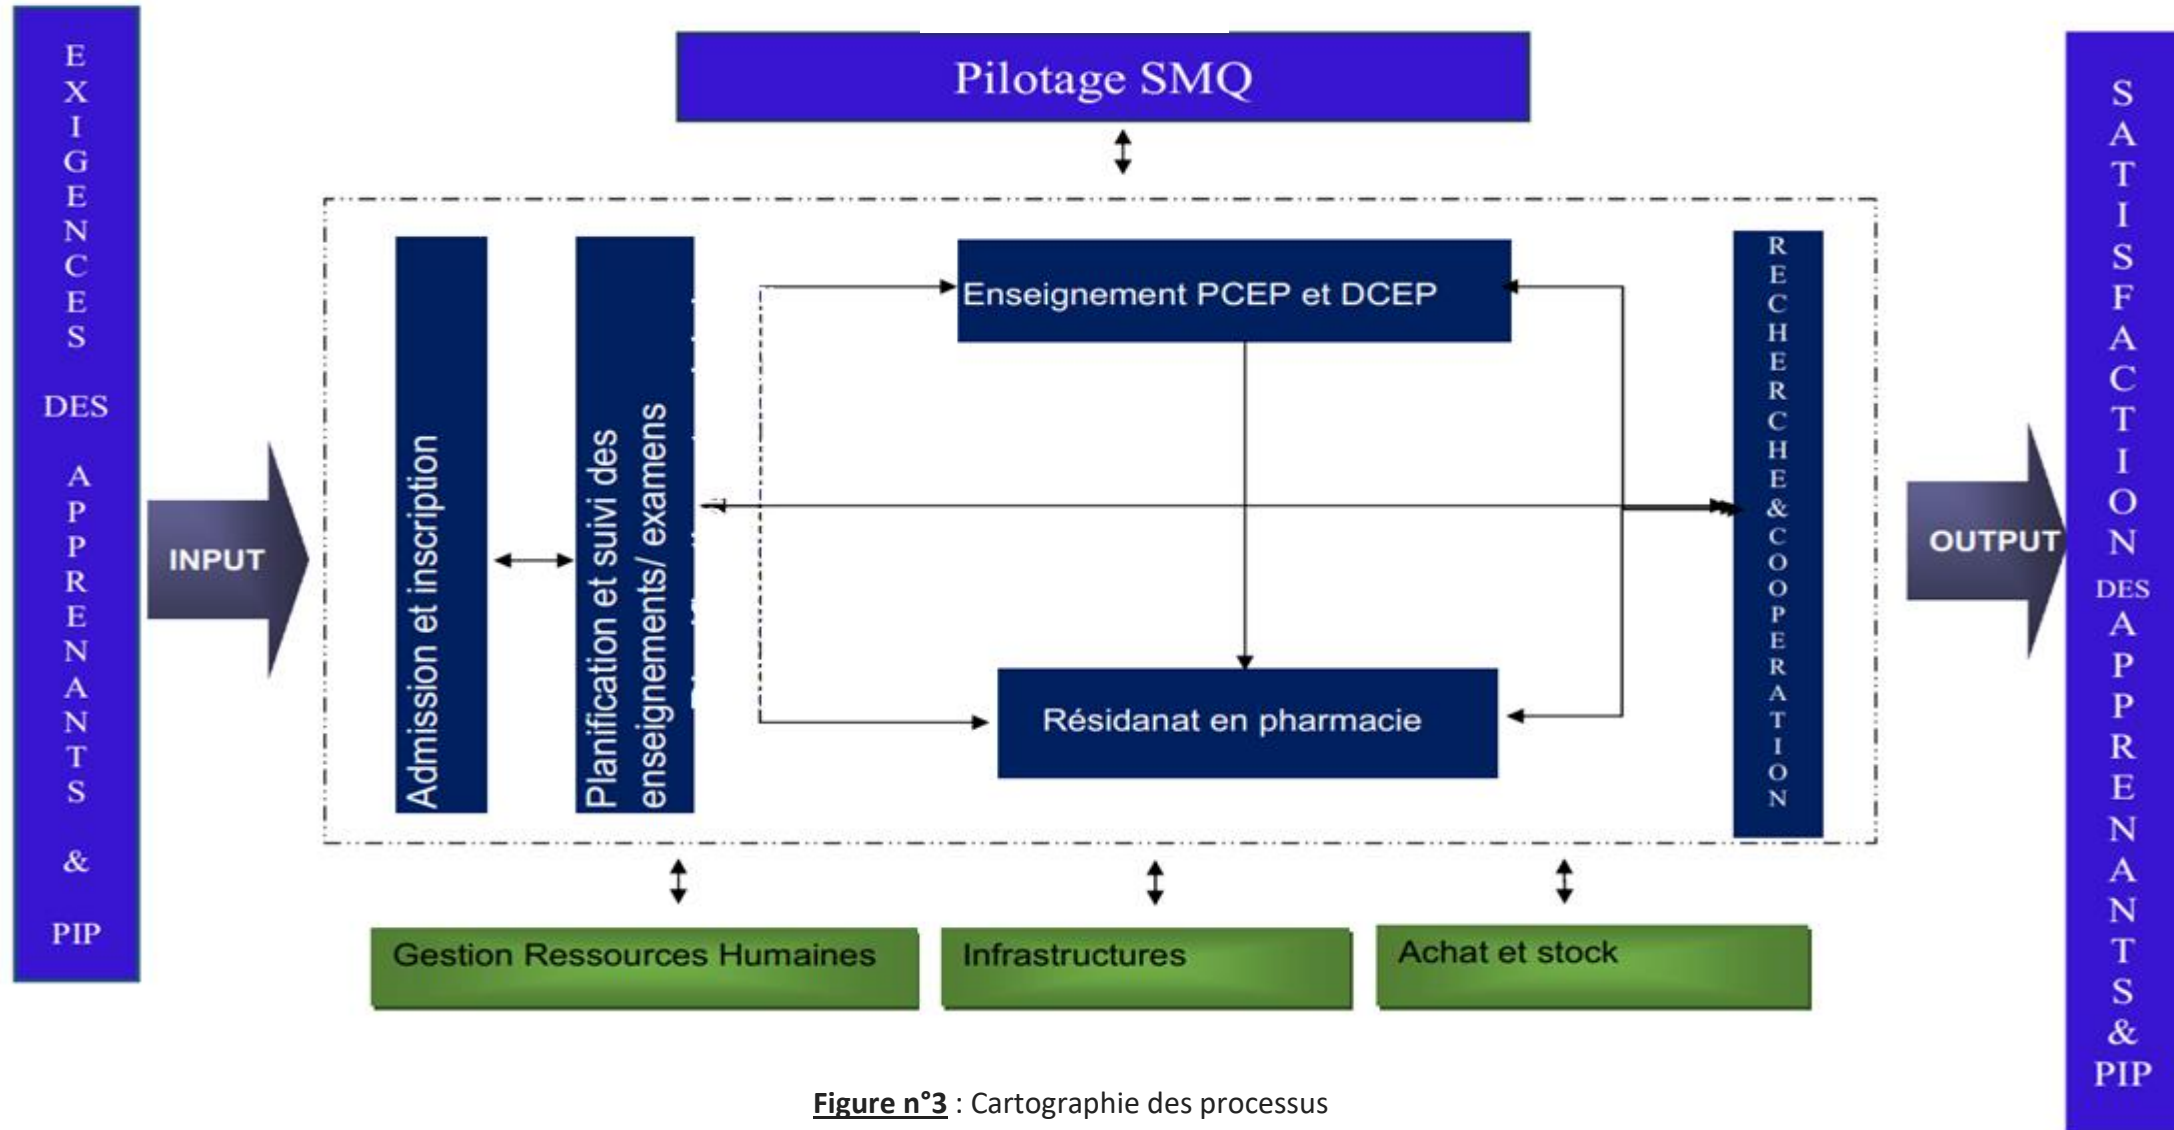 EXIGENCES
DES
APPRENANTS
&
PIP
INPUT
Pilotage SMQ
Admission et inscription
Planification et suivi des
enseignements/ examens
Enseignement PCEP et DCEP
Résidanat en pharmacie
RECHERCHE&COOPERATION
Gestion Ressources Humaines
Infrastructures
Achat et stock
OUTPUT
SATISFACTION
DES
APPRENANTS
&
PIP
Figure n°3 : Cartographie des processus